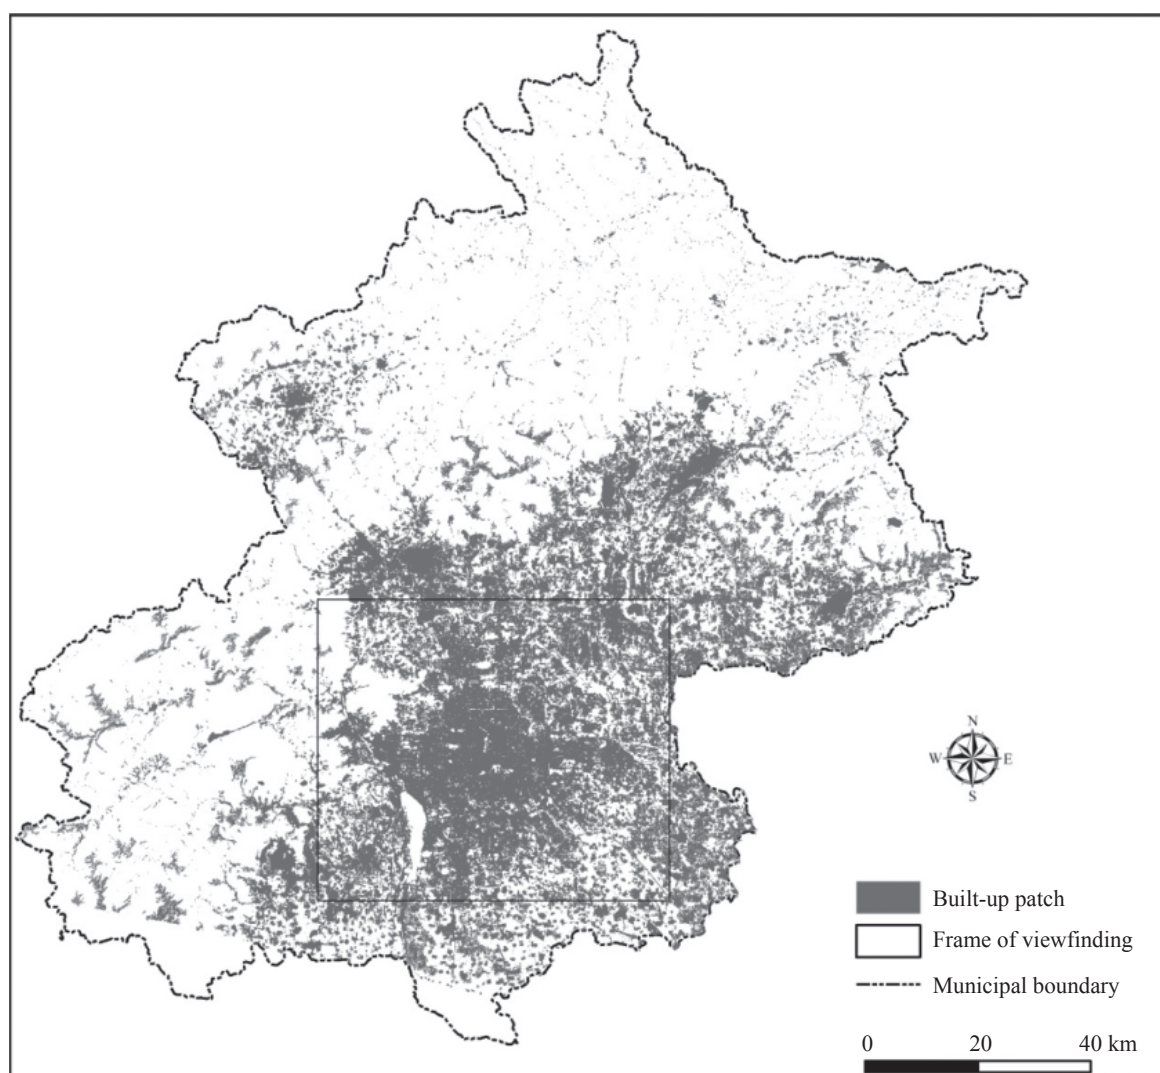 N
W E
S
Built-up patch
Frame of viewfinding
Municipal boundary
0 20 40 km